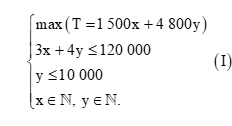 max (T = 1 500x + 4 800y)
3x + 4y ≤ 120 000
y ≤ 10 000
x ∈ ℕ, y ∈ ℕ.
(I)